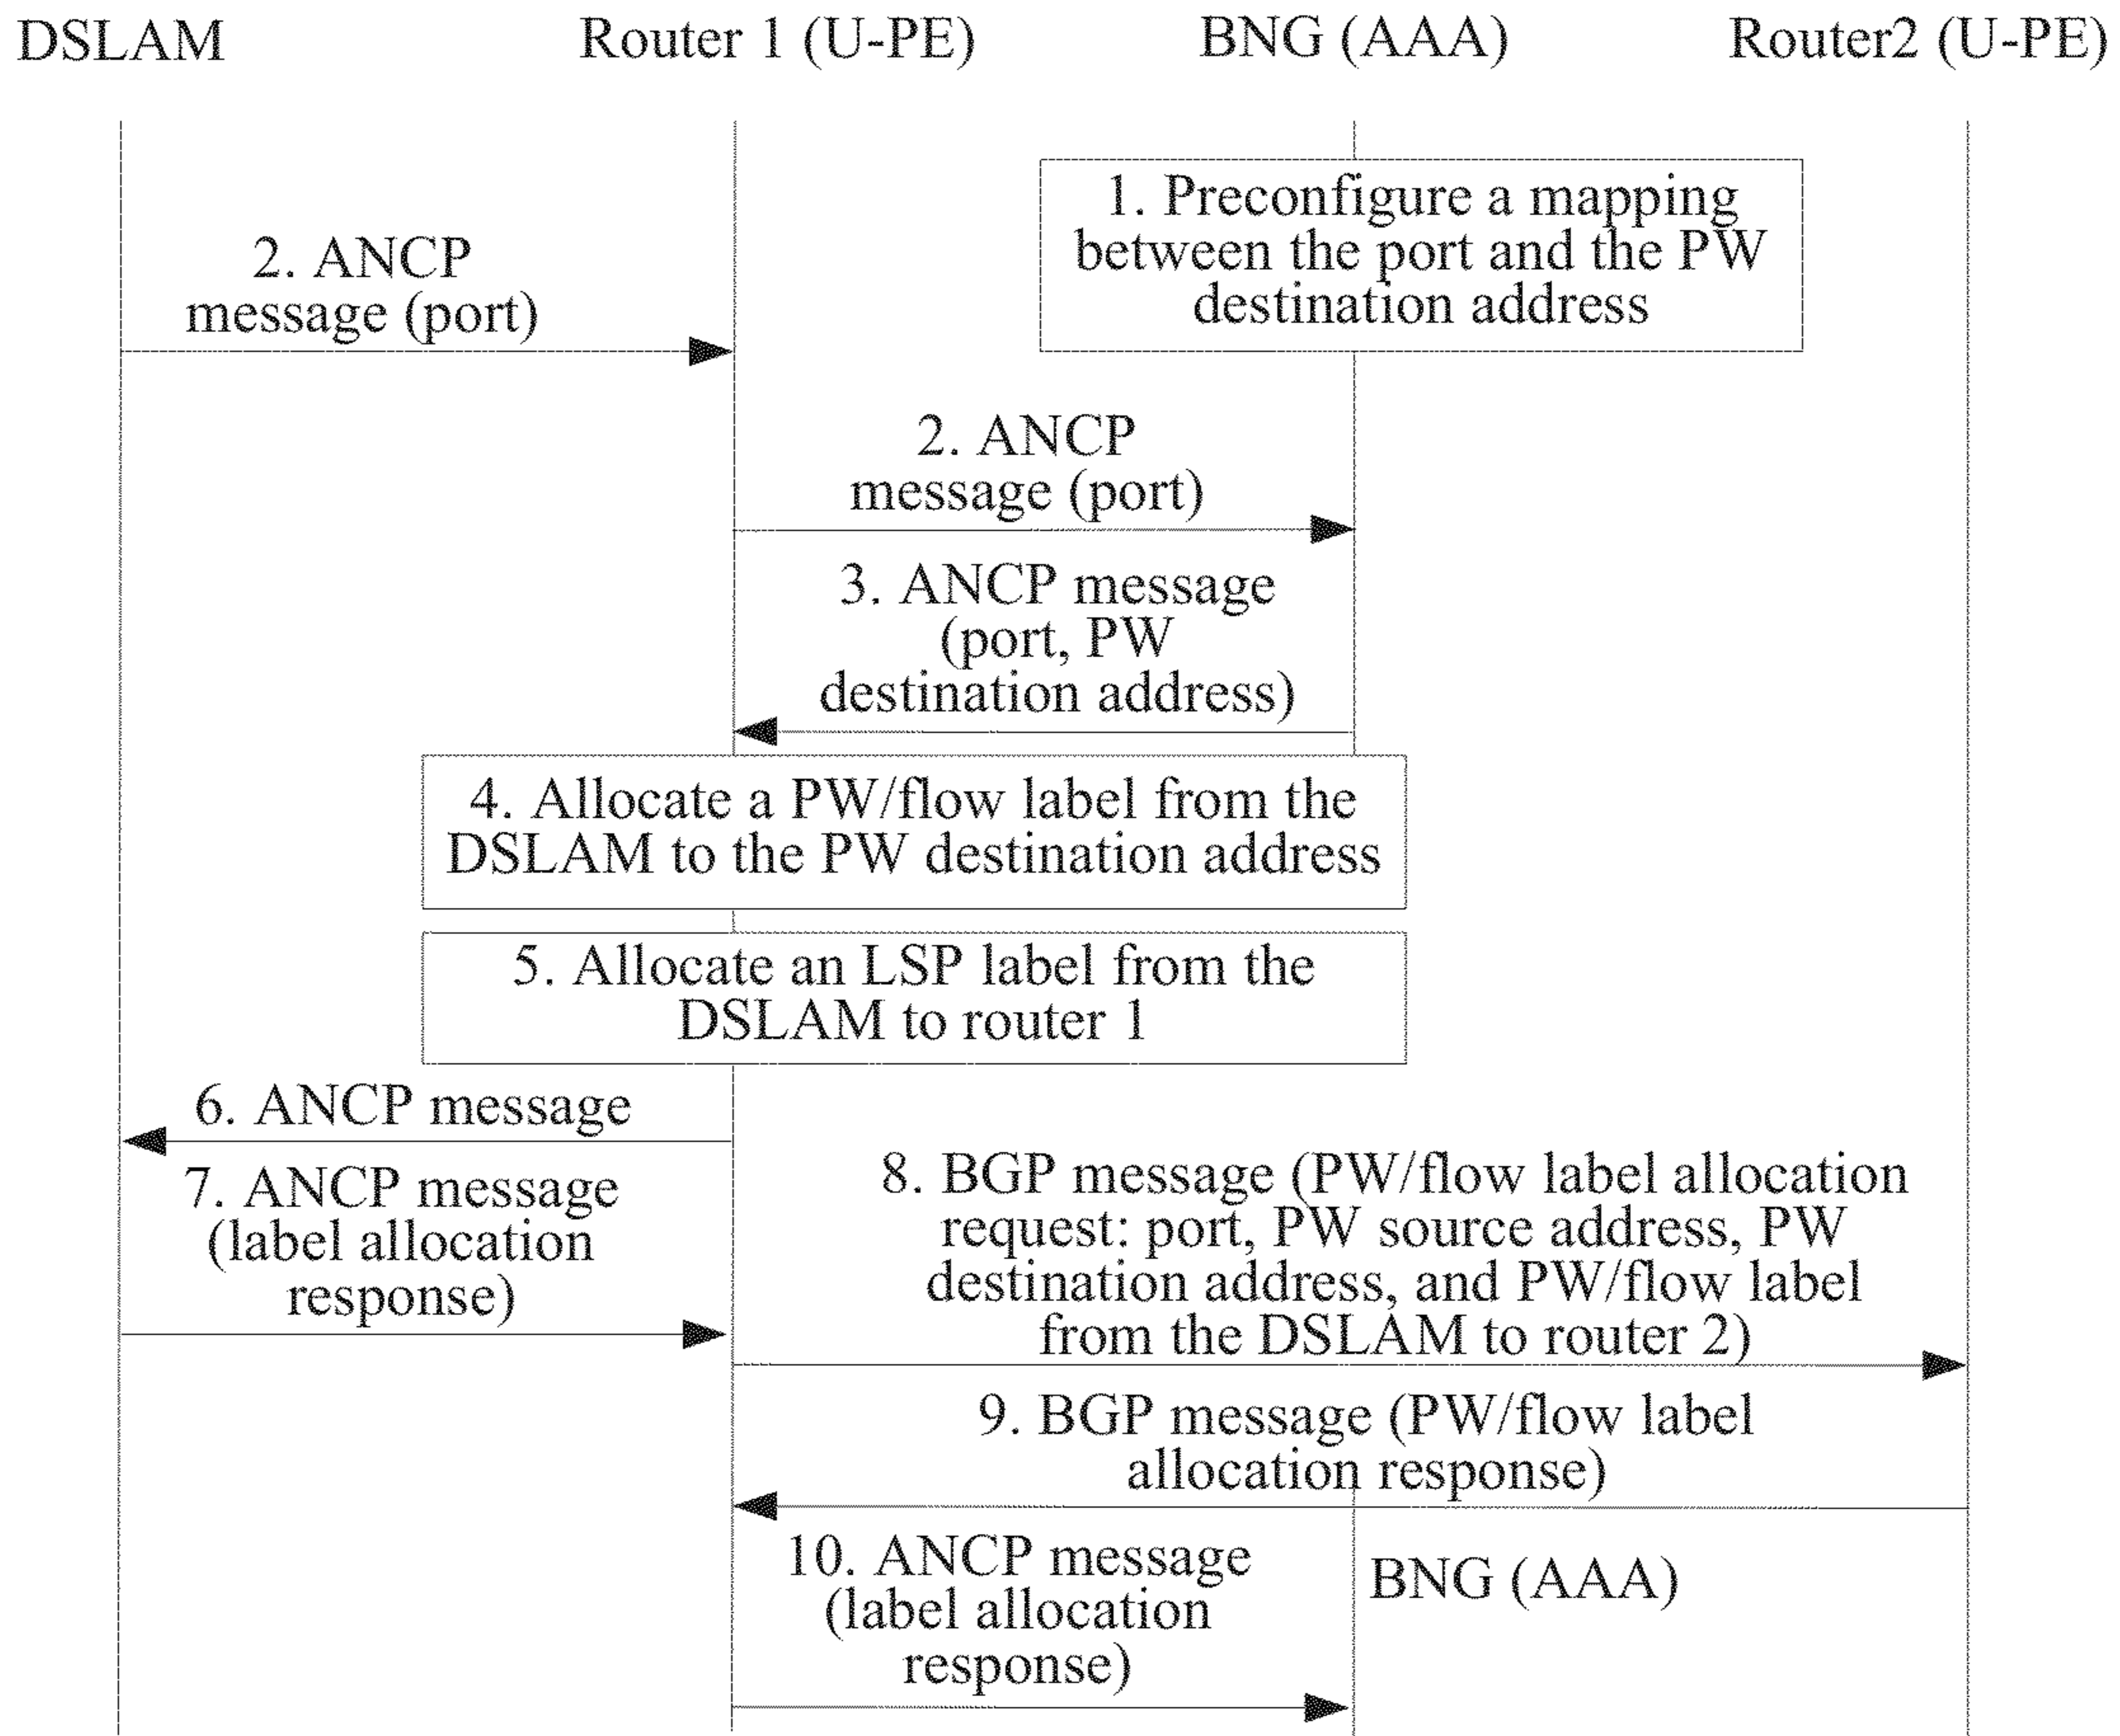 DSLAM
Router 1 (U-PE)
BNG (AAA)
Router2 (U-PE)
1. Preconfigure a mapping
between the port and the PW
destination address
2. ANCP
message (port)
2. ANCP
message (port)
3. ANCP message
(port, PW
destination address)
4. Allocate a PW/flow label from the
DSLAM to the PW destination address
5. Allocate an LSP label from the
DSLAM to router 1
6. ANCP message
7. ANCP message
(label allocation
response)
8. BGP message (PW/flow label allocation
request: port, PW source address, PW
destination address, and PW/flow label
from the DSLAM to router 2)
9. BGP message (PW/flow label
allocation response)
10. ANCP message
(label allocation
response)
BNG (AAA)